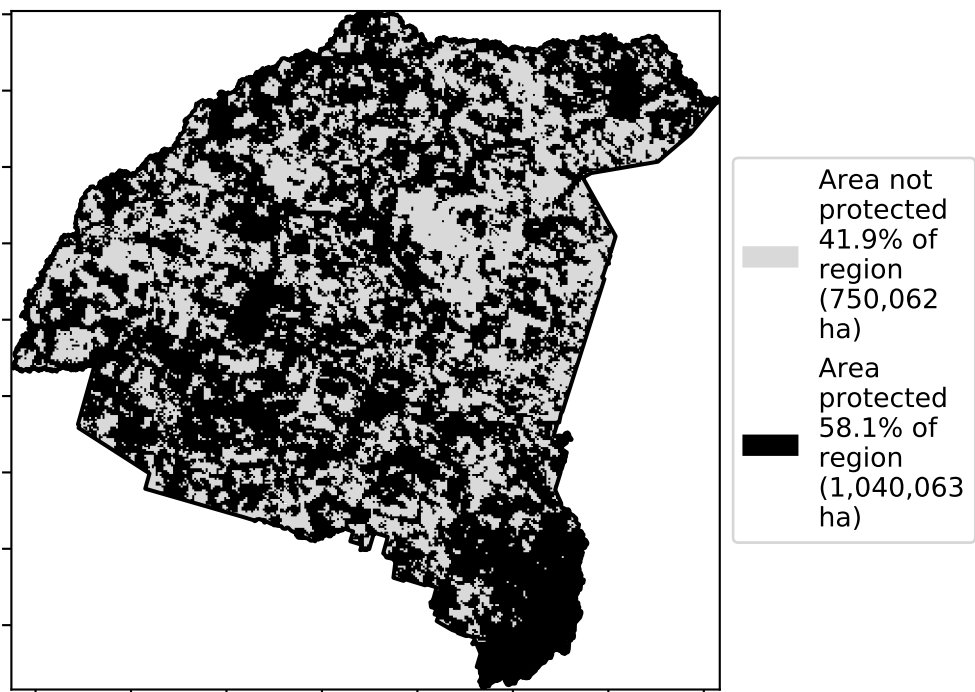 Area not
protected
41.9% of
region
(750,062
ha)
Area
protected
58.1% of
region
(1,040,063
ha)